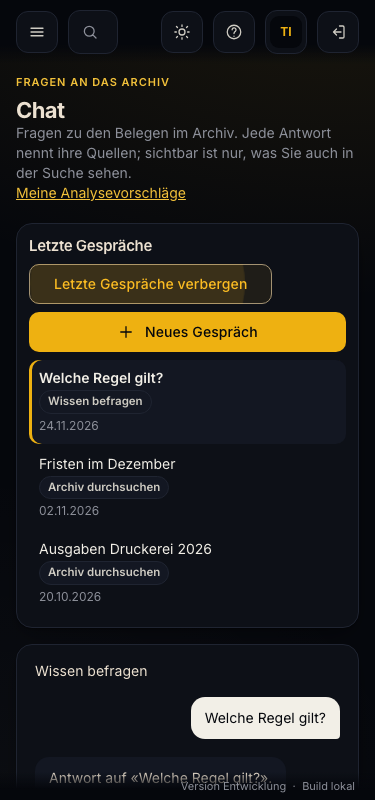 TI
FRAGEN AN DAS ARCHIV
Chat
Fragen zu den Belegen im Archiv. Jede Antwort
nennt ihre Quellen; sichtbar ist nur, was Sie auch in
der Suche sehen.
Meine Analysevorschläge
Letzte Gespräche
Letzte Gespräche verbergen
Neues Gespräch
Welche Regel gilt?
Wissen befragen
24.11.2026
Fristen im Dezember
Archiv durchsuchen
02.11.2026
Ausgaben Druckerei 2026
Archiv durchsuchen
20.10.2026
Wissen befragen
Welche Regel gilt?
Antwort auf «Welche Regel gilt?».
Version Entwicklung · Build lokal